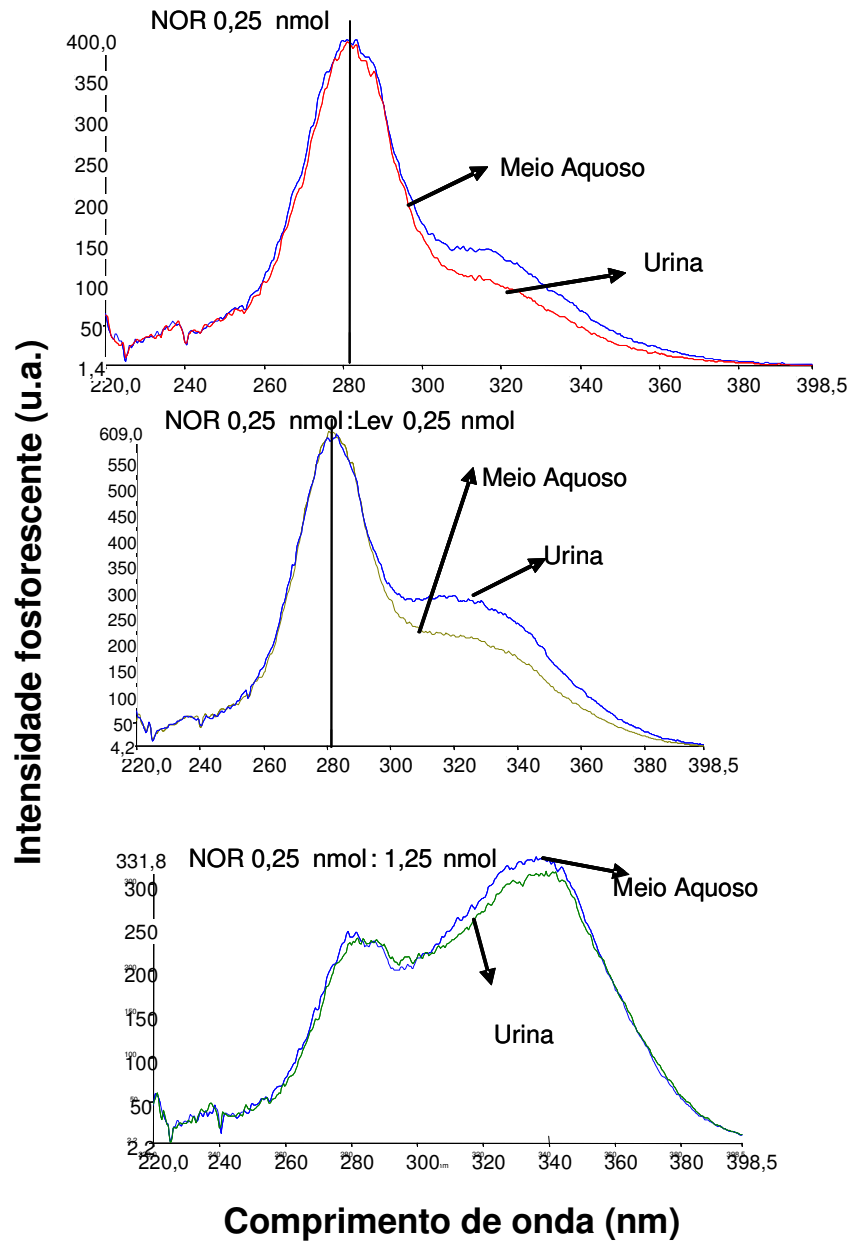 NOR 0,25 nmol
400,0
350
300
250
200
150
100
50
1,4
Meio Aquoso
Urina
220,0 240 260 280 300 320 340 360 380 398,5
NOR 0,25 nmol:Lev 0,25 nmol
609,0
550
500
450
400
350
300
250
200
150
100
50
4,2
Meio Aquoso
Urina
220,0 240 260 280 300 320 340 360 380 398,5
NOR 0,25 nmol: 1,25 nmol
331,8
300
250
200
150
100
50
2,2
Meio Aquoso
Urina
220,0 240 260 280 300 320 340 360 380 398,5
Intensidade fosforescente (u.a.)
Comprimento de onda (nm)